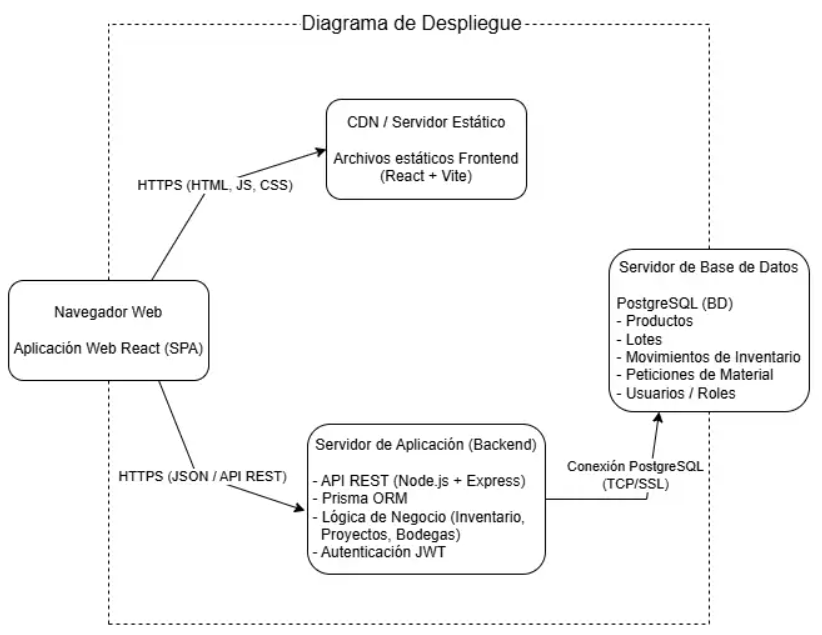 Diagrama de Despliegue
CDN / Servidor Estático
Archivos estáticos Frontend
(React + Vite)
HTTPS (HTML, JS, CSS)
Navegador Web
Aplicación Web React (SPA)
Servidor de Base de Datos
PostgreSQL (BD)
- Productos
- Lotes
- Movimientos de Inventario
- Peticiones de Material
- Usuarios / Roles
HTTPS (JSON / API REST)
Servidor de Aplicación (Backend)
- API REST (Node.js + Express)
- Prisma ORM
- Lógica de Negocio (Inventario,
Proyectos, Bodegas)
- Autenticación JWT
Conexión PostgreSQL
(TCP/SSL)